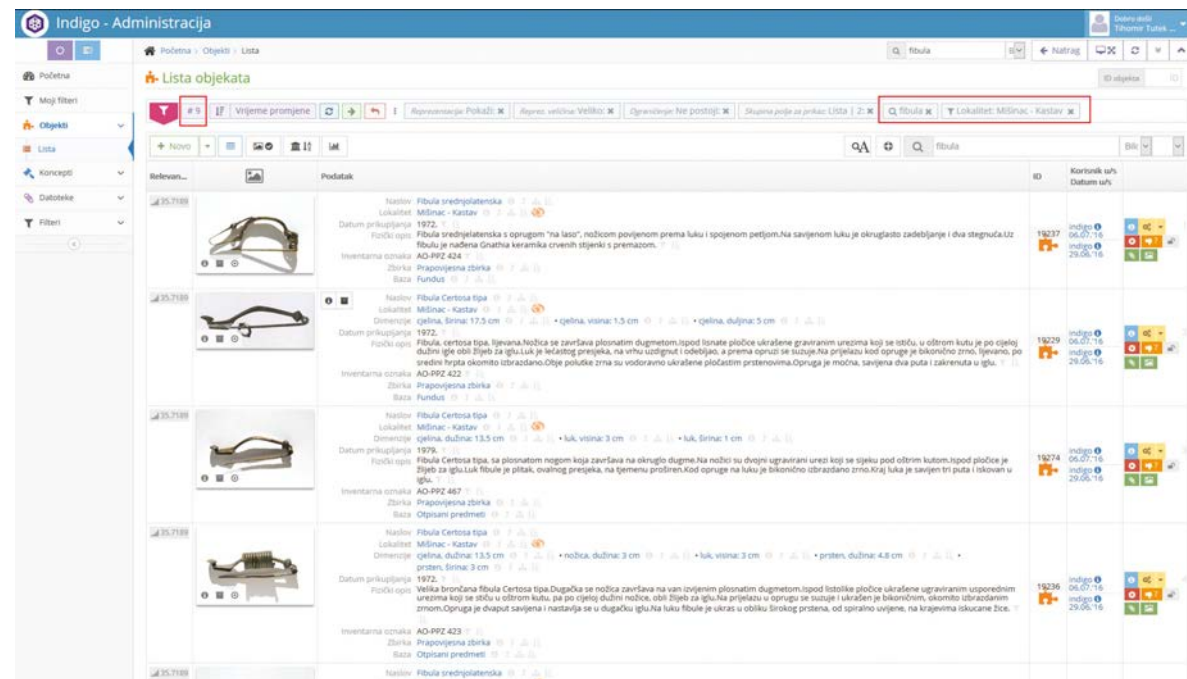 Indigo - Administracija
Dobro došli
Tihomir Tutek ...
Početna › Objekti › Lista
fibula
Natrag
Početna
Moji filteri
Objekti
Lista
Koncepti
Datoteke
Filteri
Lista objekata
ID objekta
ID
# 9
Vrijeme promjene
Reprezentacija: Pokaži: ×
Reprez. veličina: Veliko: ×
Ograničenje: Ne postoji: ×
Skupina polja za prikaz: Lista | 2: ×
fibula ×
Lokalitet: Mišinac - Kastav ×
+ Novo
fibula
Relevan...
Podatak
ID
Korisnik u/s
Datum u/s
35.7189
Naslov Fibula srednjolatenska
Lokalitet Mišinac - Kastav
Datum prikupljanja 1972.
Fizički opis Fibula srednjelatenska s oprugom "na laso", nožicom povijenom prema luku i spojenom petljom.Na savijenom luku je okruglasto zadebljanje i dva stegnuća.Uz
fibulu je nađena Gnathia keramika crvenih stijenki s premazom.
Inventarna oznaka AO-PPZ 424
Zbirka Prapovijesna zbirka
Baza Fundus
19237
indigo
06.07.'16
indigo
29.06.'16
35.7189
Naslov Fibula Certosa tipa
Lokalitet Mišinac - Kastav
Dimenzije cjelina, širina: 17.5 cm • cjelina, visina: 1.5 cm • cjelina, duljina: 5 cm
Datum prikupljanja 1972.
Fizički opis Fibula, certosa tipa, lijevana.Nožica se završava plosnatim dugmetom.Ispod lisnate pločice ukrašene graviranim urezima koji se ističu, u oštrom kutu je po cijeloj
dužini igle obli žlijeb za iglu.Luk je lećastog presjeka, na vrhu uzdignut i odebljao, a prema opruzi se suzuje.Na prijelazu kod opruge je bikonično zrno, lijevano, po
sredini hrpta okomito izbrazdano.Obje polutke zrna su vodoravno ukrašene pločastim prstenovima.Opruga je moćna, savijena dva puta i zakrenuta u iglu.
Inventarna oznaka AO-PPZ 422
Zbirka Prapovijesna zbirka
Baza Fundus
19229
indigo
06.07.'16
indigo
29.06.'16
35.7189
Naslov Fibula Certosa tipa
Lokalitet Mišinac - Kastav
Dimenzije cjelina, dužina: 13.5 cm • luk, visina: 3 cm • luk, širina: 1 cm
Datum prikupljanja 1979.
Fizički opis Fibula Certosa tipa, sa plosnatom nogom koja završava na okruglo dugme.Na nožici su dvojni ugravirani urezi koji se sijeku pod oštrim kutom.Ispod pločice je
žlijeb za iglu.Luk fibule je plitak, ovalnog presjeka, na tjemenu proširen.Kod opruge na luku je bikonično izbrazdano zrno.Kraj luka je savijen tri puta i iskovan u
iglu.
Inventarna oznaka AO-PPZ 467
Zbirka Prapovijesna zbirka
Baza Otpisani predmeti
19274
indigo
06.07.'16
indigo
29.06.'16
35.7189
Naslov Fibula Certosa tipa
Lokalitet Mišinac - Kastav
Dimenzije cjelina, dužina: 13.5 cm • nožica, dužina: 3 cm • luk, visina: 3 cm • prsten, dužina: 4.8 cm •
prsten, širina: 3 cm
Datum prikupljanja 1972.
Fizički opis Velika brončana fibula Certosa tipa.Dugačka se nožica završava na van izvijenim plosnatim dugmetom.Ispod listolike pločice ukrašene ugraviranim usporednim
urezima koji se stiču u oštrom kutu, pa po cijeloj dužini nožice, obli žlijeb za iglu.Na prijelazu u oprugu se suzuje i ukrašen je bikoničnim, okomito izbrazdanim
zrnom.Opruga je dvaput savijena i nastavlja se u dugačku iglu.Na luku fibule je ukras u obliku širokog prstena, od spiralno uvijene, na krajevima iskucane žice.
Inventarna oznaka AO-PPZ 423
Zbirka Prapovijesna zbirka
Baza Otpisani predmeti
19236
indigo
06.07.'16
indigo
29.06.'16
35.7189
Naslov Fibula srednjolatenska